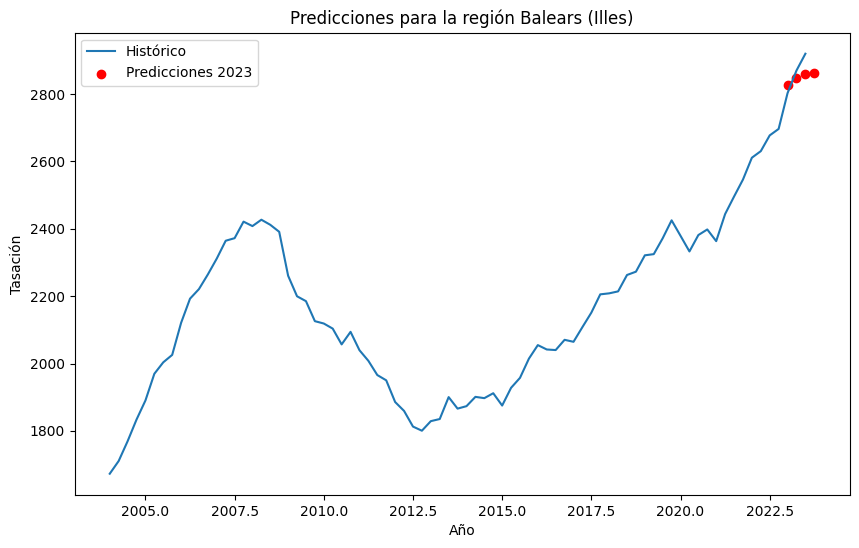 Predicciones para la región Balears (Illes)
Histórico
Predicciones 2023
Tasación
2800
2600
2400
2200
2000
1800
2005.0 2007.5 2010.0 2012.5 2015.0 2017.5 2020.0 2022.5
Año